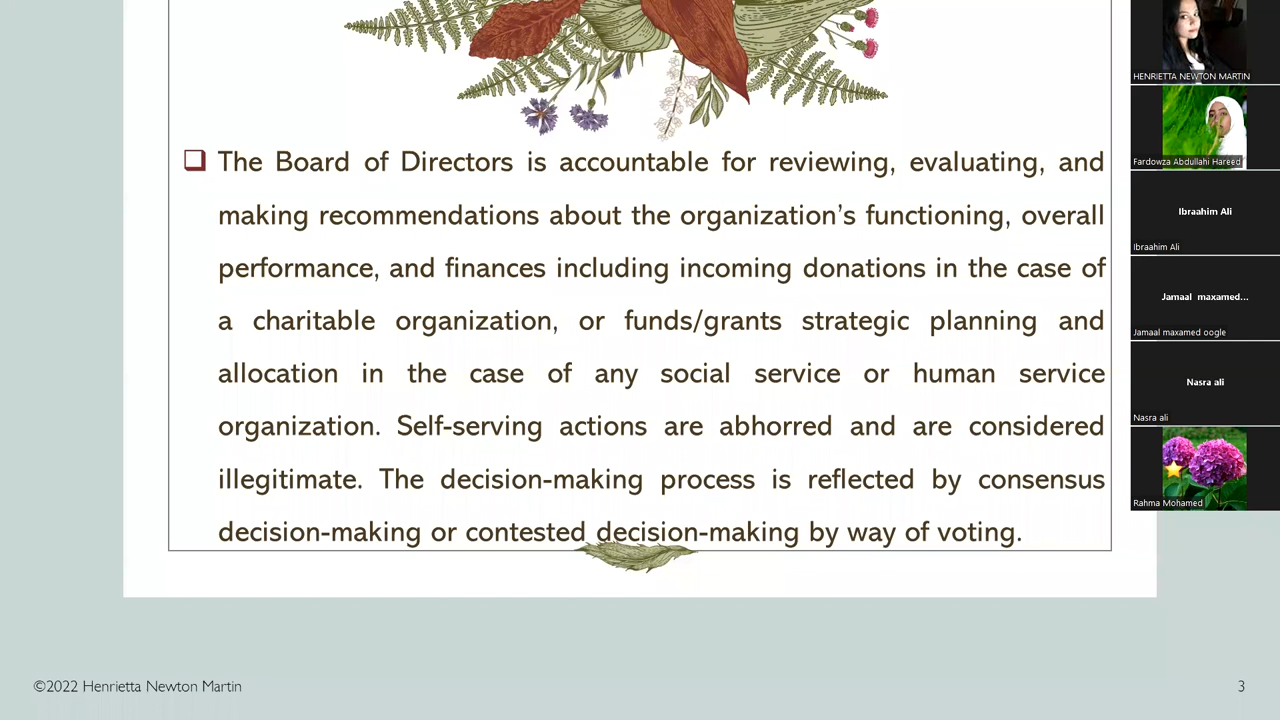 The Board of Directors is accountable for reviewing, evaluating, and
making recommendations about the organization’s functioning, overall
performance, and finances including incoming donations in the case of
a charitable organization, or funds/grants strategic planning and
allocation in the case of any social service or human service
organization. Self-serving actions are abhorred and are considered
illegitimate. The decision-making process is reflected by consensus
decision-making or contested decision-making by way of voting.
©2022 Henrietta Newton Martin
3
HENRIETTA NEWTON MARTIN
Fardowza Abdullahi Hareed
Ibraahim Ali
Ibraahim Ali
Jamaal maxamed...
Jamaal maxamed oogle
Nasra ali
Nasra ali
Rahma Mohamed